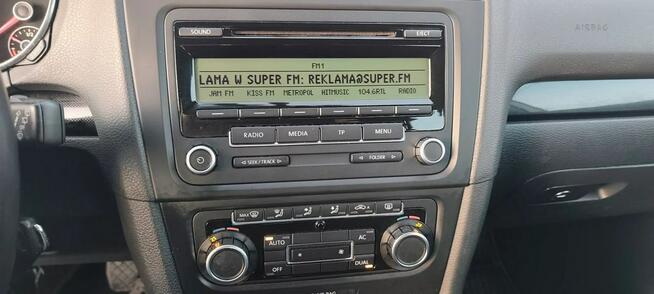 SOUND
EJECT
FM1
LAMA W SUPER FM: REKLAMA@SUPER.FM
JAM FM KISS FM METROPOL HITMUSIC 104.6RTL RADIO
RADIO MEDIA TP MENU
SEEK / TRACK FOLDER
AIRBAG
MAX
AUTO AC
OFF DUAL